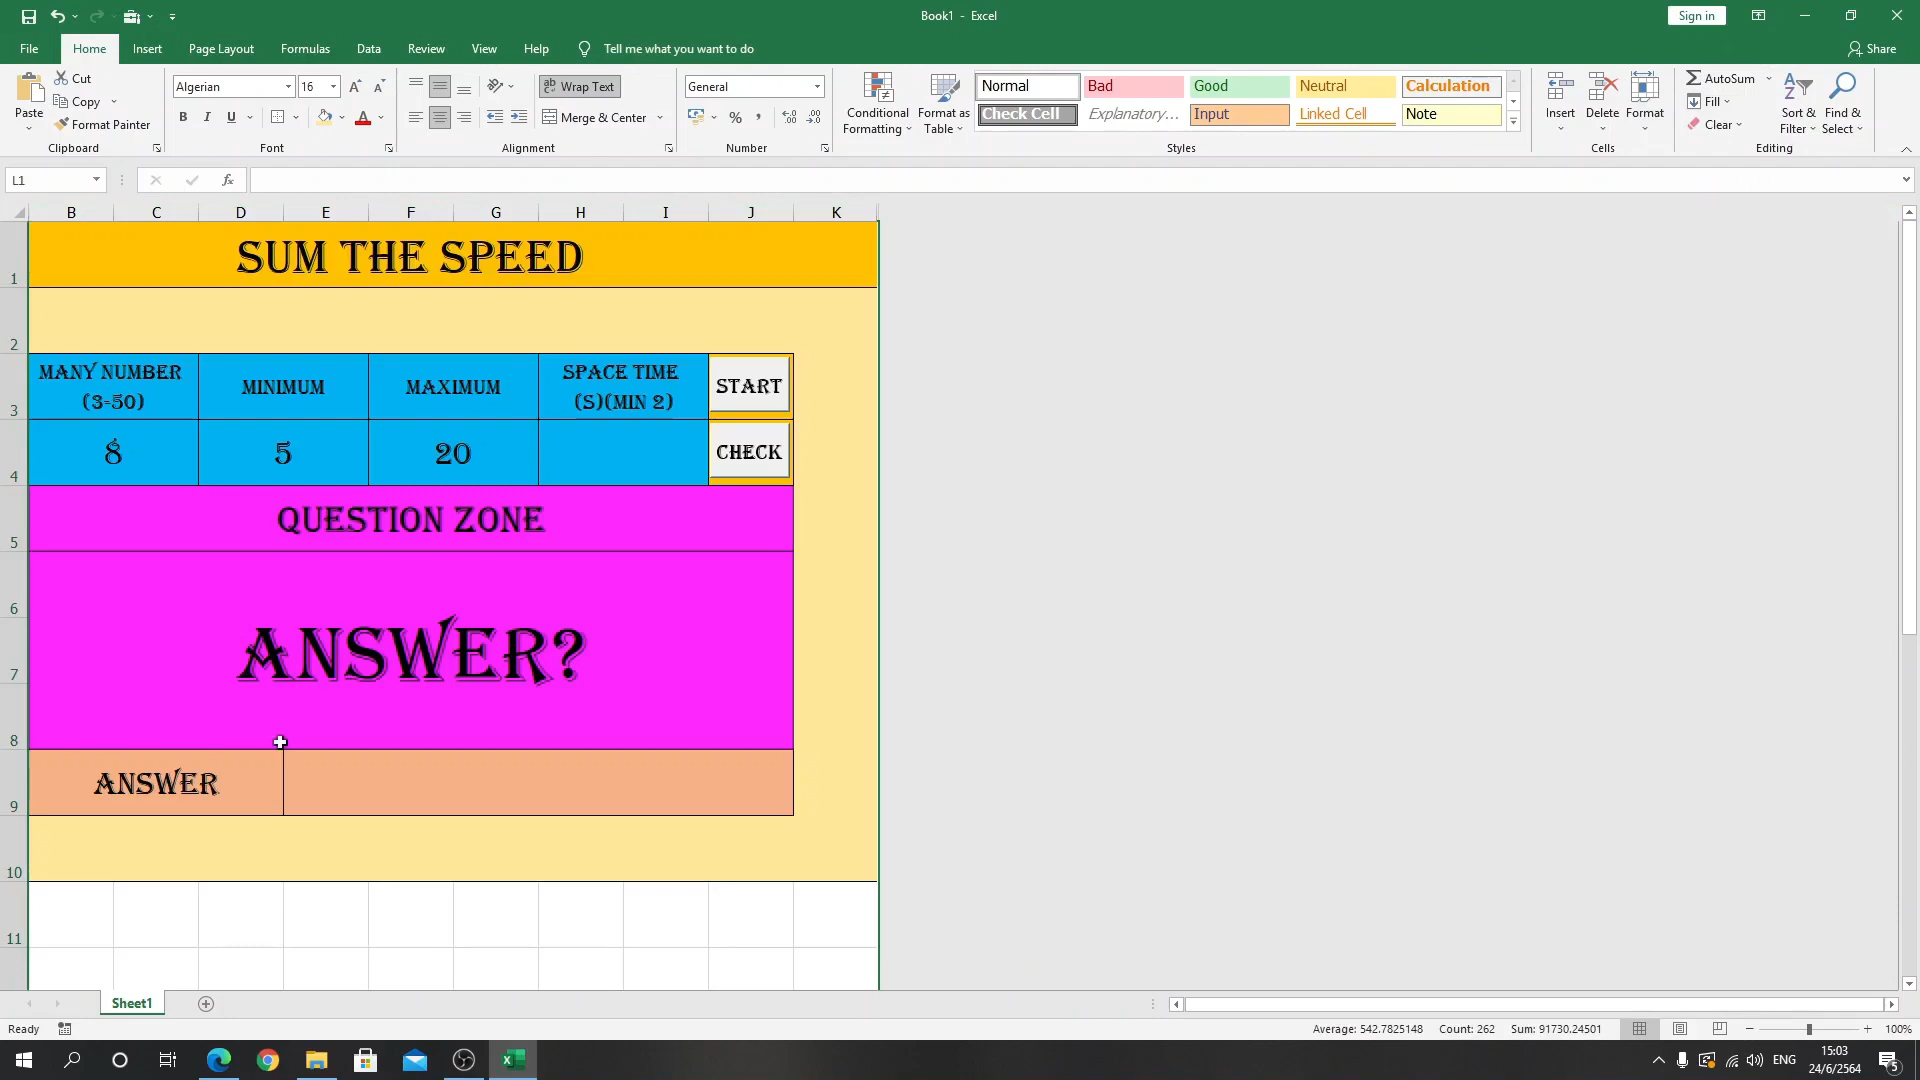 Book1 - Excel
Sign in
File Home Insert Page Layout Formulas Data Review View Help Tell me what you want to do Share
Paste Cut Copy Format Painter
Clipboard
Algerian 16
B I U
Font
Wrap Text
Merge & Center
Alignment
General
Number
Conditional Formatting
Format as Table
Normal Bad Good Neutral Calculation
Check Cell Explanatory... Input Linked Cell Note
Styles
Insert Delete Format
Cells
AutoSum
Fill
Clear
Sort & Filter
Find & Select
Editing
L1
fx
B C D E F G H I J K
1 SUM THE SPEED
2
3 MANY NUMBER (3-50) MINIMUM MAXIMUM SPACE TIME (S)(MIN 2) START
4 8 5 20 CHECK
5 QUESTION ZONE
6
7 ANSWER?
8
9 ANSWER
10
11
Sheet1
Ready Average: 542.7825148 Count: 262 Sum: 91730.24501 100%
ENG 15:03
24/6/2564
5